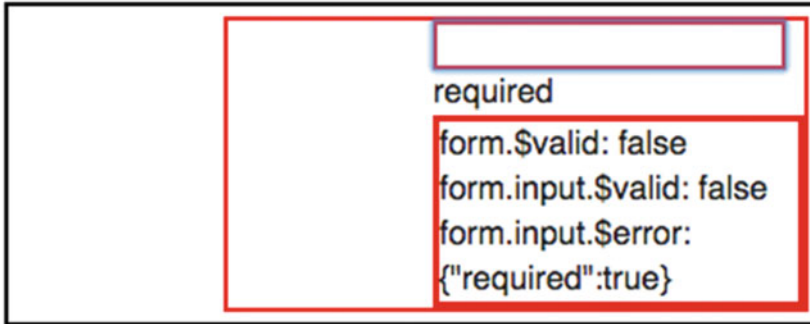 required
form.$valid: false
form.input.$valid: false
form.input.$error:
{"required":true}